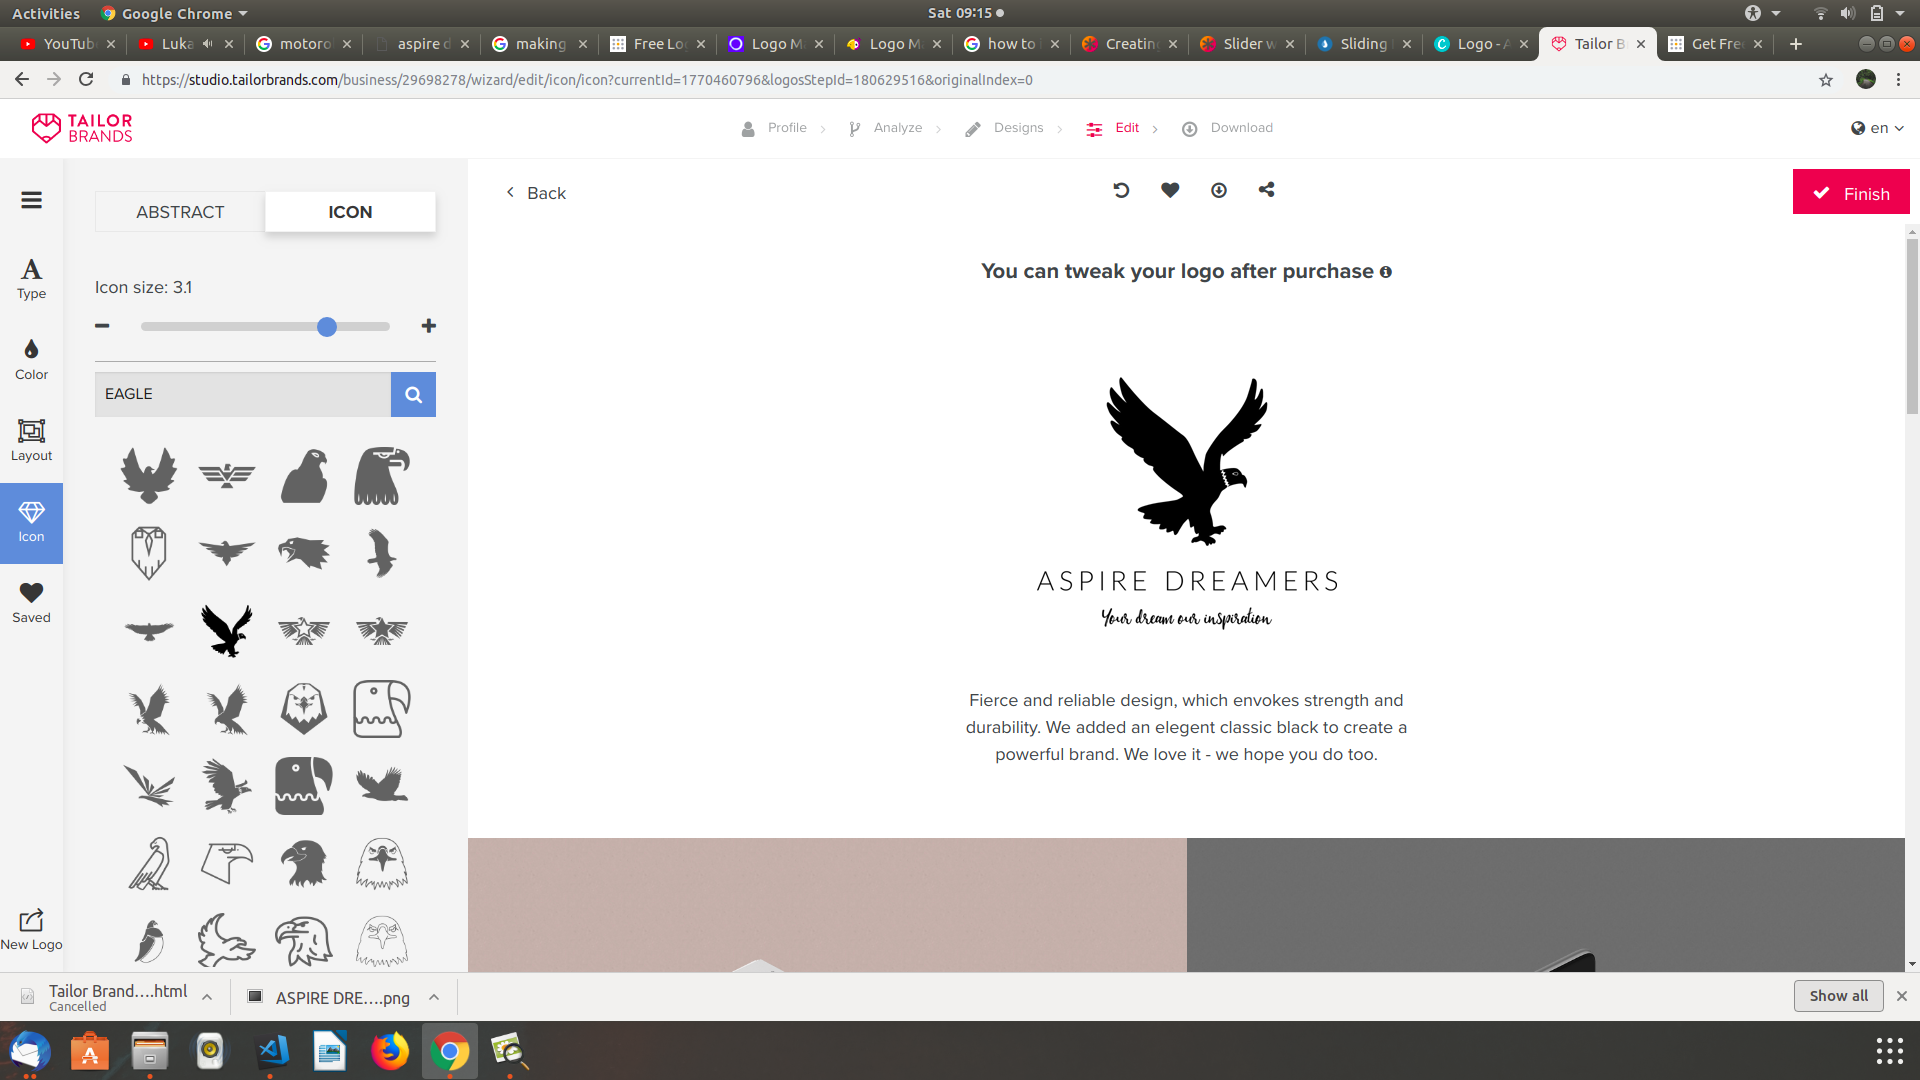 Activities
Google Chrome
Sat 09:15
YouTub
Luka
motoro
aspire d
making
Free Lo
Logo M
Logo M
how to i
Creatin
Slider w
Sliding
Logo - A
Tailor B
Get Fre
https://studio.tailorbrands.com/business/29698278/wizard/edit/icon/icon?currentId=1770460796&logosStepId=180629516&originalIndex=0
TAILOR
BRANDS
Profile
Analyze
Designs
Edit
Download
en
ABSTRACT
ICON
Back
Finish
Type
Color
Layout
Icon
Saved
New Logo
Icon size: 3.1
EAGLE
You can tweak your logo after purchase
ASPIRE DREAMERS
Your dream our inspiration
Fierce and reliable design, which envokes strength and
durability. We added an elegent classic black to create a
powerful brand. We love it - we hope you do too.
Tailor Brand....html
Cancelled
ASPIRE DRE....png
Show all